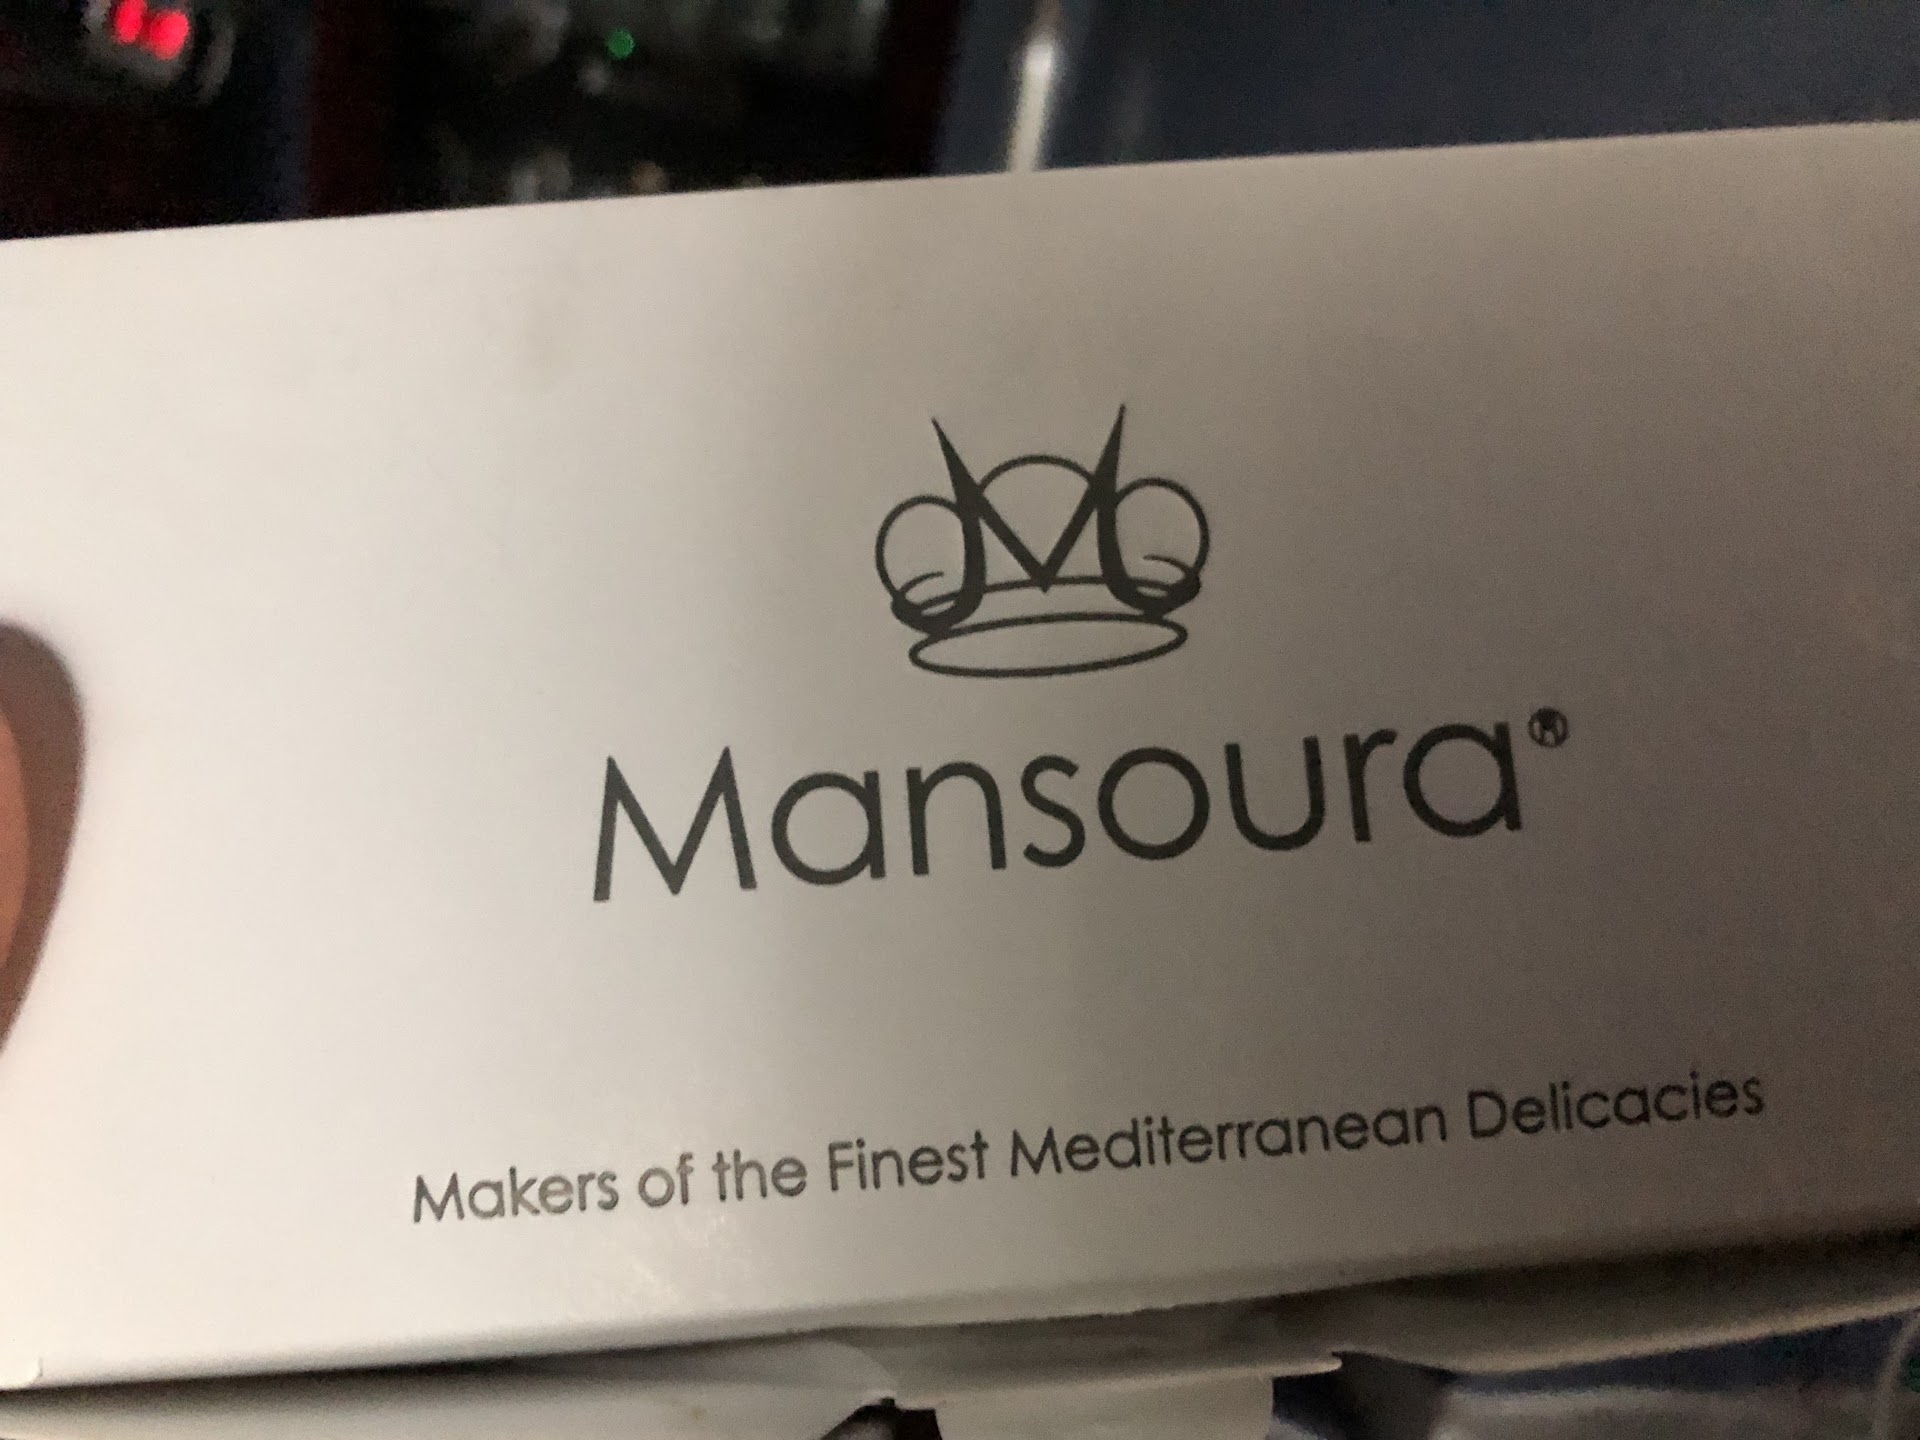 Mansoura®
Makers of the Finest Mediterranean Delicacies